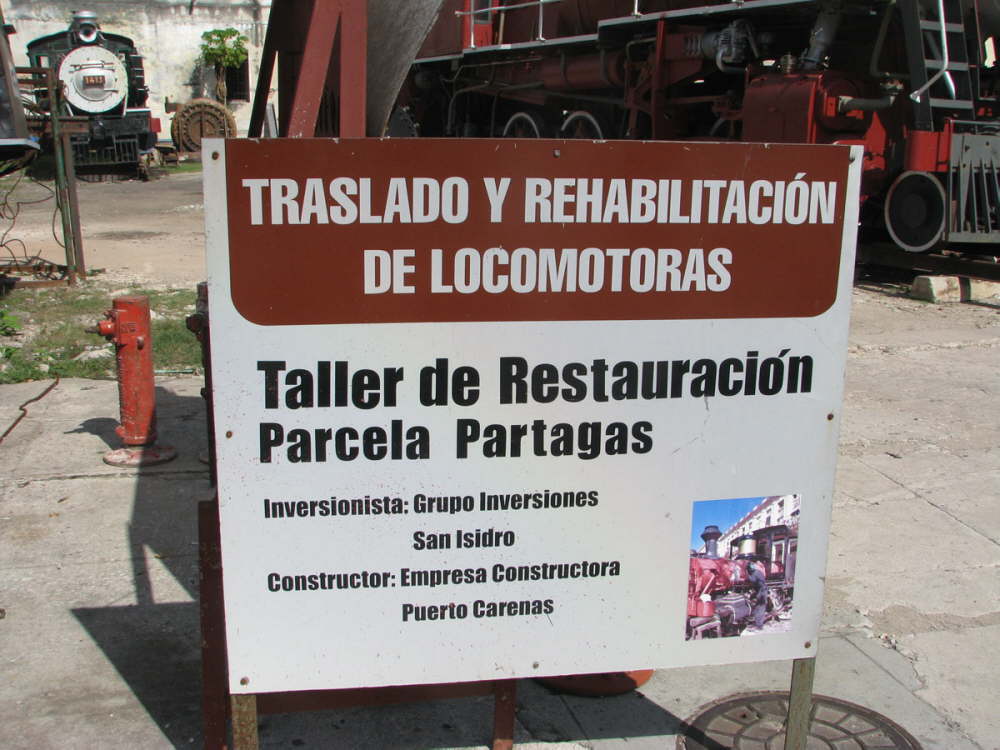 1413
TRASLADO Y REHABILITACIÓN
DE LOCOMOTORAS
Taller de Restauración
Parcela Partagas
Inversionista: Grupo Inversiones
San Isidro
Constructor: Empresa Constructora
Puerto Carenas